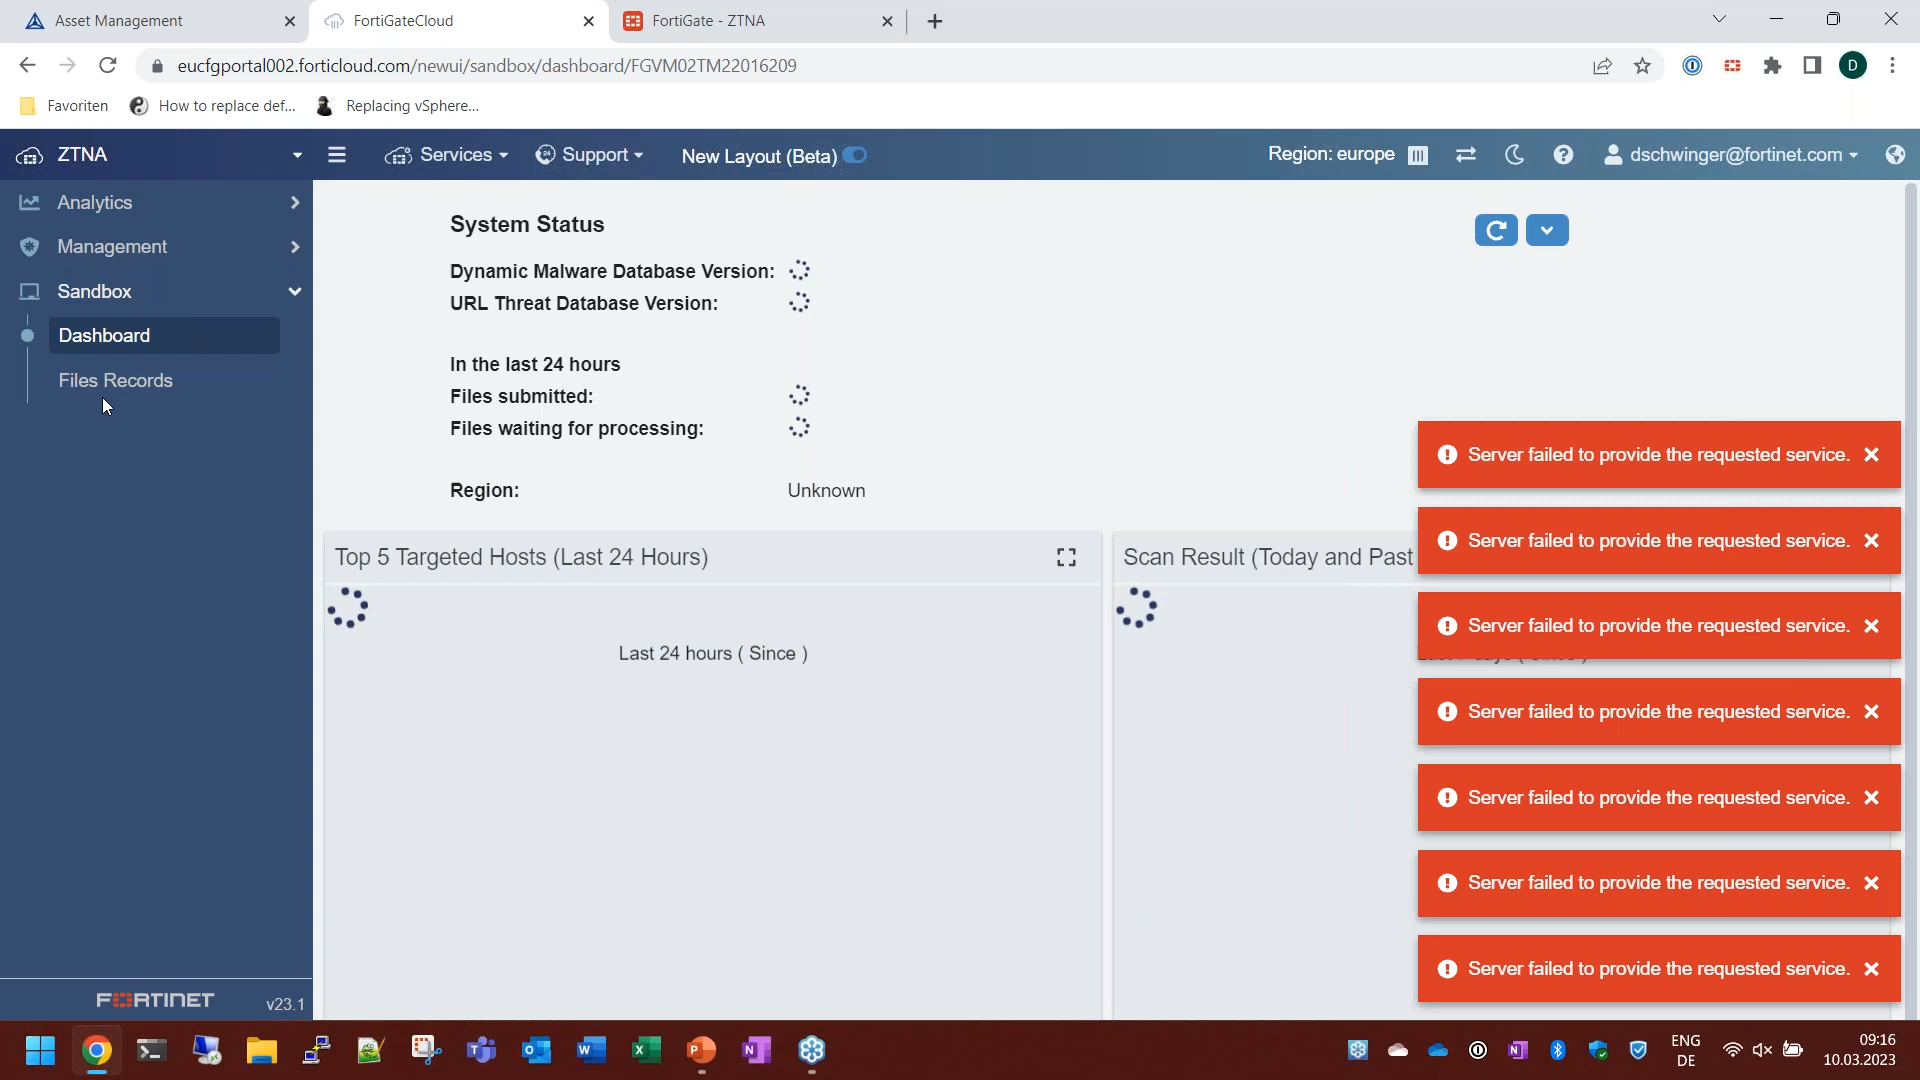 Asset Management
FortiGateCloud
FortiGate - ZTNA
eucfgportal002.forticloud.com/newui/sandbox/dashboard/FGVM02TM22016209
D
Favoriten
How to replace def...
Replacing vSphere...
ZTNA
Services
Support
New Layout (Beta)
Region: europe
dschwinger@fortinet.com
Analytics
Management
Sandbox
Dashboard
Files Records
System Status
Dynamic Malware Database Version:
URL Threat Database Version:
In the last 24 hours
Files submitted:
Files waiting for processing:
Region: Unknown
Top 5 Targeted Hosts (Last 24 Hours)
Last 24 hours ( Since )
Scan Result (Today and Past
Server failed to provide the requested service.
Server failed to provide the requested service.
Server failed to provide the requested service.
Server failed to provide the requested service.
Server failed to provide the requested service.
Server failed to provide the requested service.
Server failed to provide the requested service.
FORTINET
v23.1
ENG
DE
09:16
10.03.2023